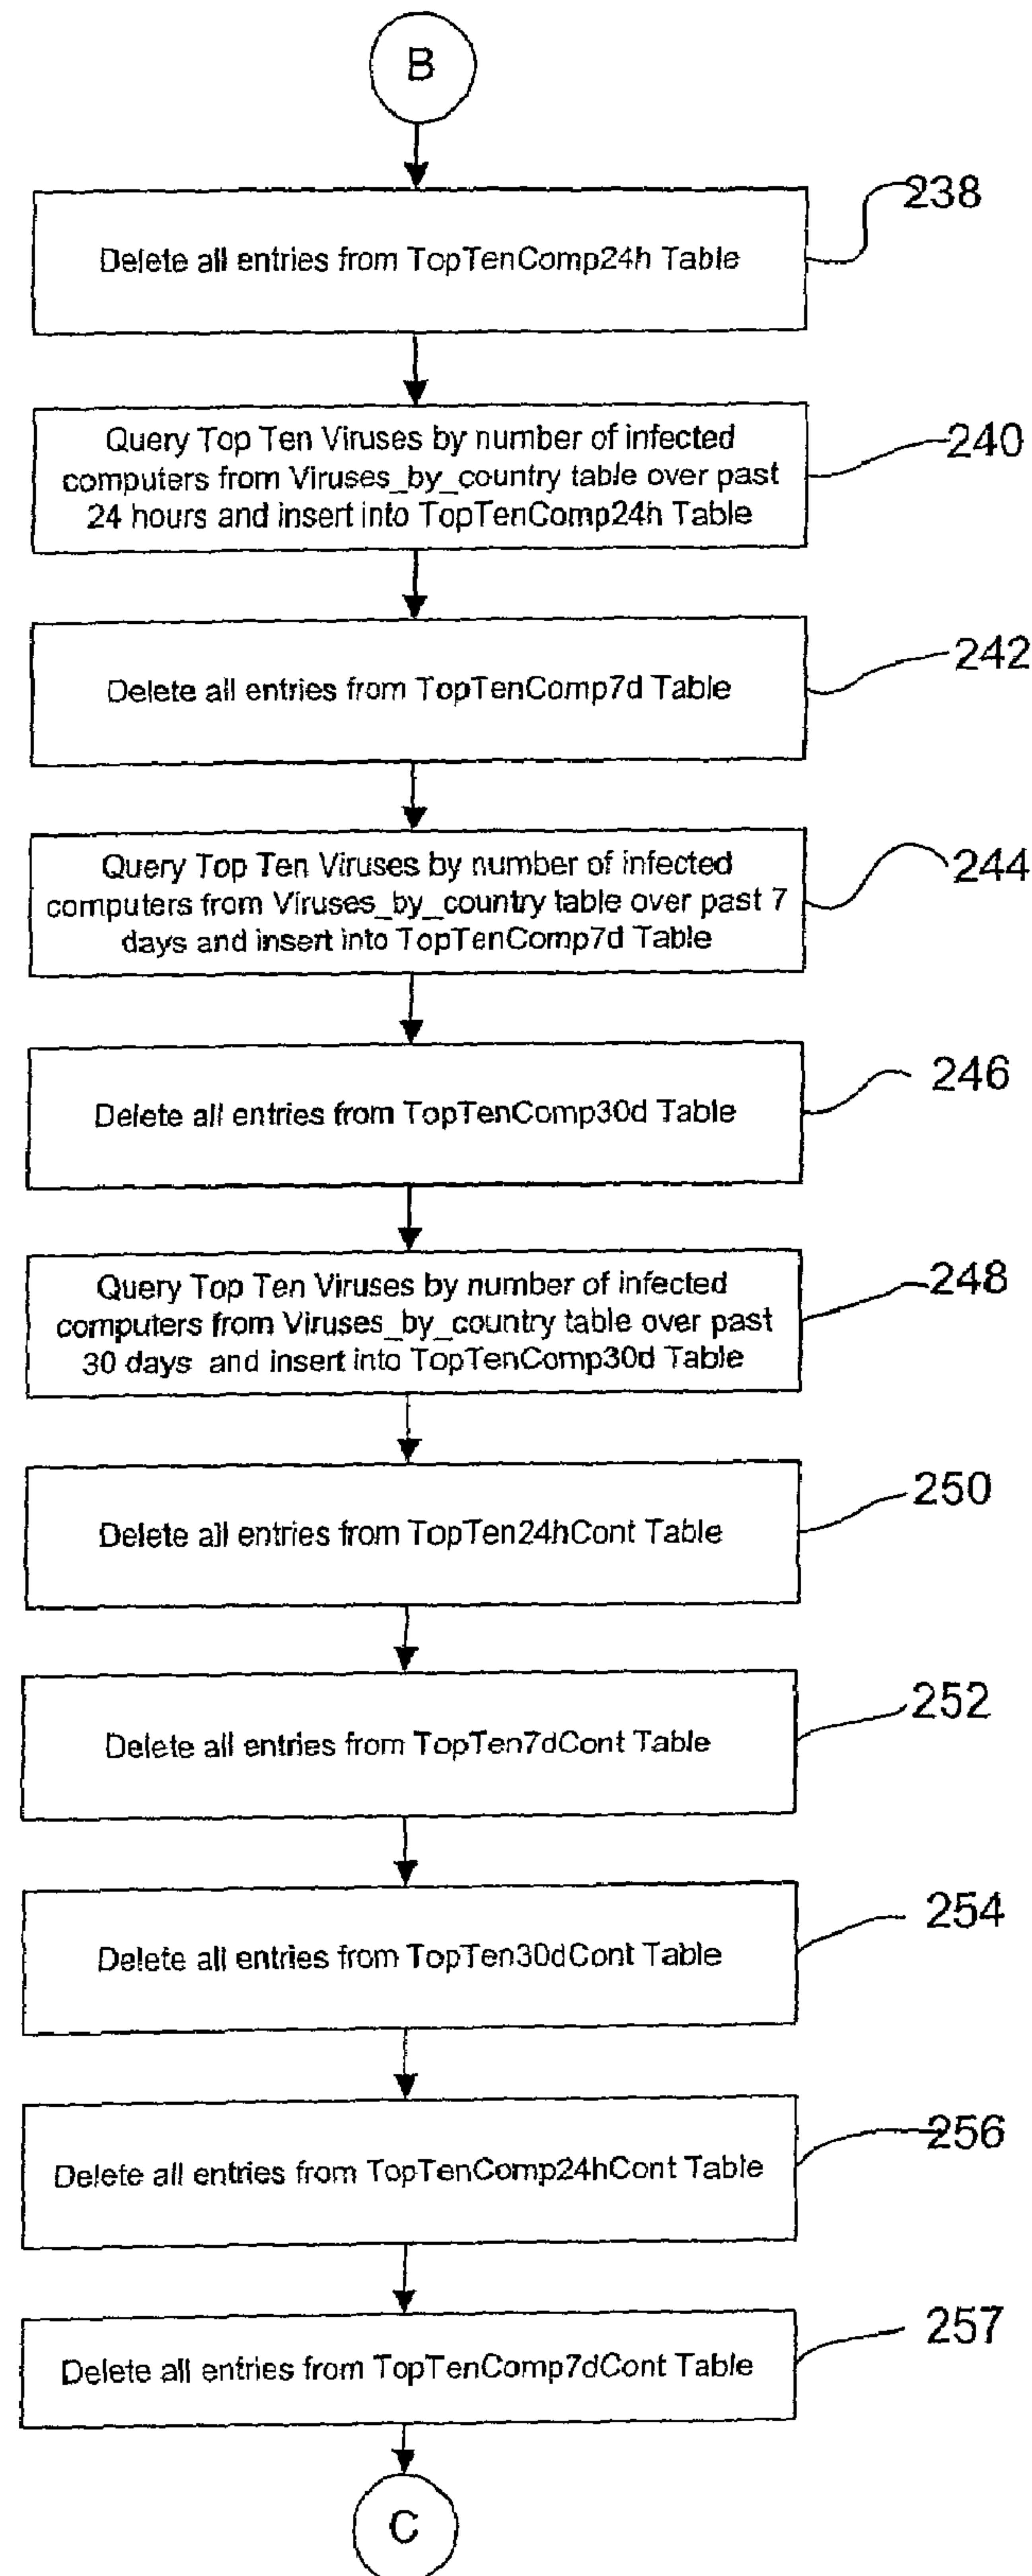 B
Delete all entries from TopTenComp24h Table
238
Query Top Ten Viruses by number of infected
computers from Viruses_by_country table over past
24 hours and insert into TopTenComp24h Table
240
Delete all entries from TopTenComp7d Table
242
Query Top Ten Viruses by number of infected
computers from Viruses_by_country table over past 7
days and insert into TopTenComp7d Table
244
Delete all entries from TopTenComp30d Table
246
Query Top Ten Viruses by number of infected
computers from Viruses_by_country table over past
30 days and insert into TopTenComp30d Table
248
Delete all entries from TopTen24hCont Table
250
Delete all entries from TopTen7dCont Table
252
Delete all entries from TopTen30dCont Table
254
Delete all entries from TopTenComp24hCont Table
256
Delete all entries from TopTenComp7dCont Table
257
C